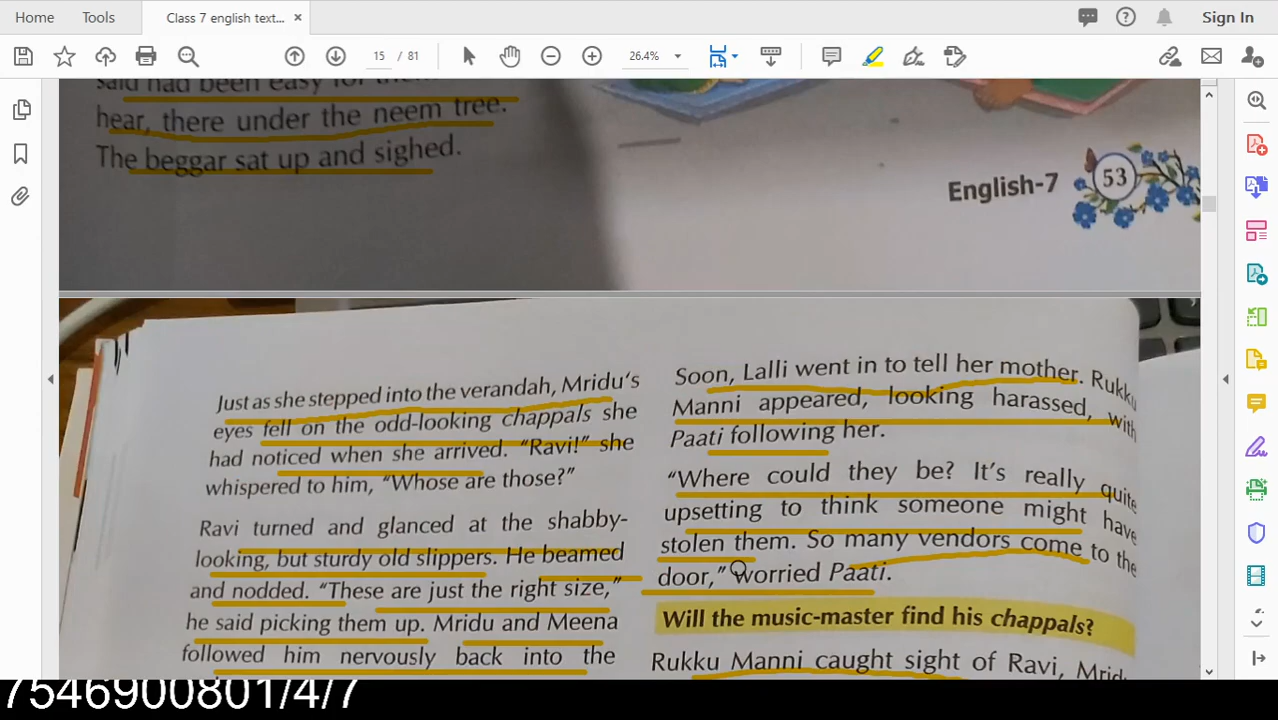 Home
Tools
Class 7 english text...
Sign In
15 / 81
26.4%
said had been easy for
hear, there under the neem tree.
The beggar sat up and sighed.
English-7
53
Just as she stepped into the verandah, Mridu‘s
eyes fell on the odd-looking chappals she
had noticed when she arrived. “Ravi!” she
whispered to him, “Whose are those?”
Ravi turned and glanced at the shabby-
looking, but sturdy old slippers. He beamed
and nodded. “These are just the right size,”
he said picking them up. Mridu and Meena
followed him nervously back into the
Soon, Lalli went in to tell her mother. Rukku
Manni appeared, looking harassed, with
Paati following her.
“Where could they be? It’s really quite
upsetting to think someone might have
stolen them. So many vendors come to the
door,” worried Paati.
Will the music-master find his chappals?
Rukku Manni caught sight of Ravi,
7546900801/4/7